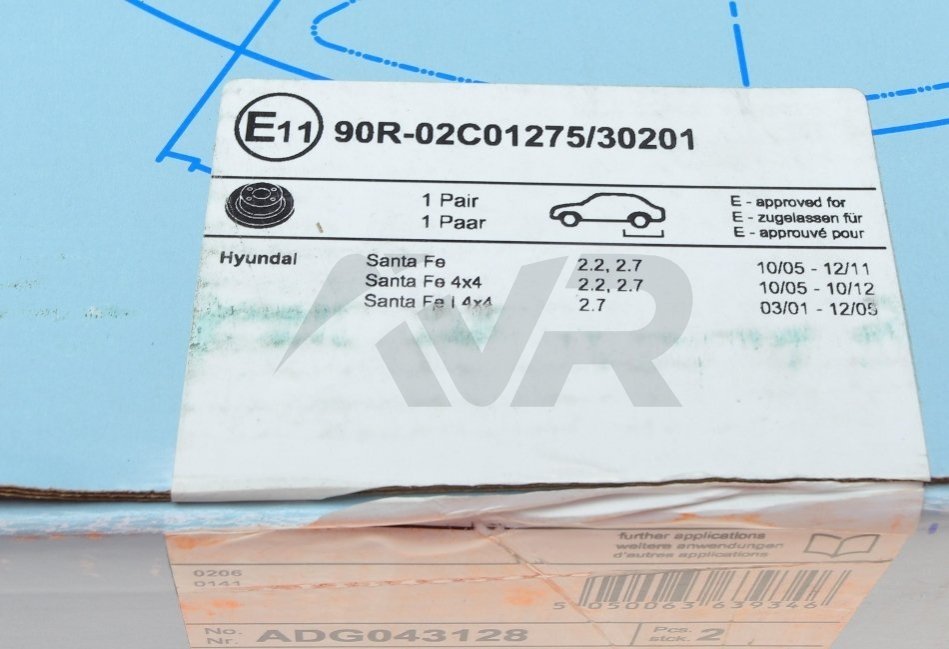 E11 90R-02C01275/30201
1 Pair
1 Paar
E - approved for
E - zugelassen für
E - approuvé pour
Hyundai Santa Fe 2.2, 2.7 10/05 - 12/11
Santa Fe 4x4 2.2, 2.7 10/05 - 10/12
Santa Fe I 4x4 2.7 03/01 - 12/05
VR
further applications
weitere anwendungen
d'autres applications
0206
0141
5 050063 639346
No.
Nr. ADG043128
Pcs.
stck. 2